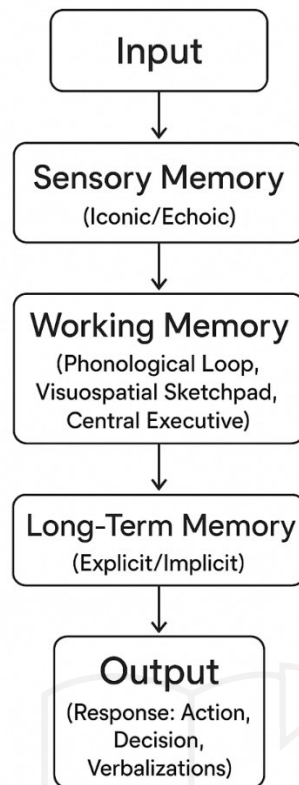 Input
Sensory Memory
(Iconic/Echoic)
Working Memory
(Phonological Loop,
Visuospatial Sketchpad,
Central Executive)
Long-Term Memory
(Explicit/Implicit)
Output
(Response: Action,
Decision,
Verbalizations)